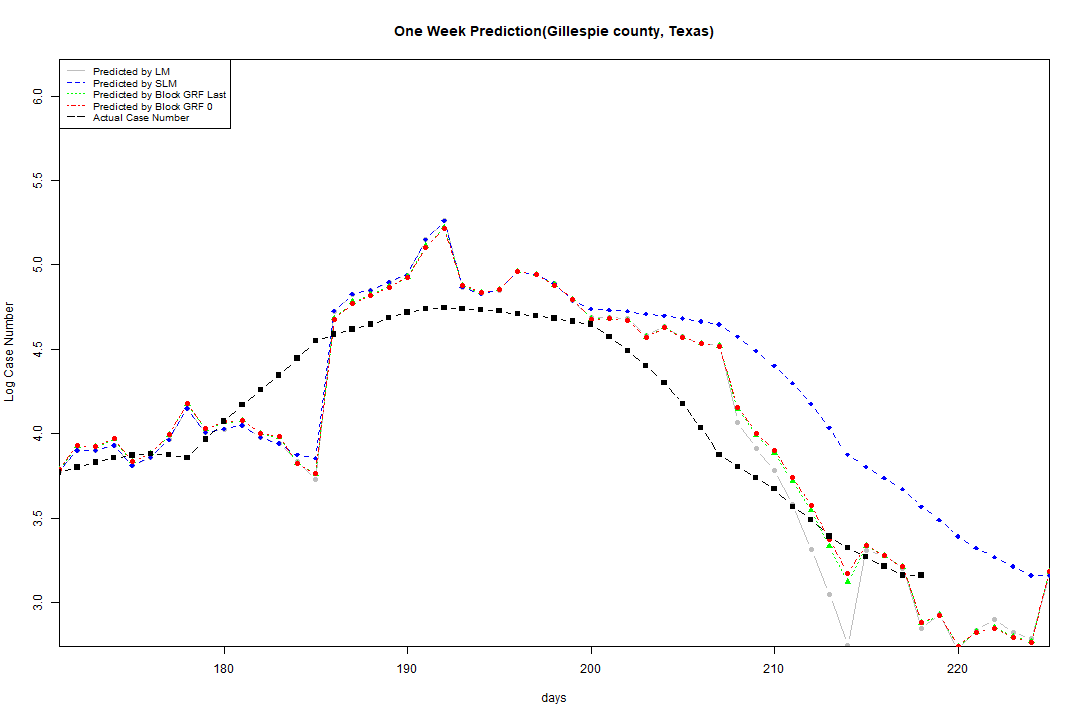 One Week Prediction(Gillespie county, Texas)
Predicted by LM
Predicted by SLM
Predicted by Block GRF Last
Predicted by Block GRF 0
Actual Case Number
6.0
5.5
5.0
4.5
4.0
3.5
3.0
Log Case Number
180 190 200 210 220
days